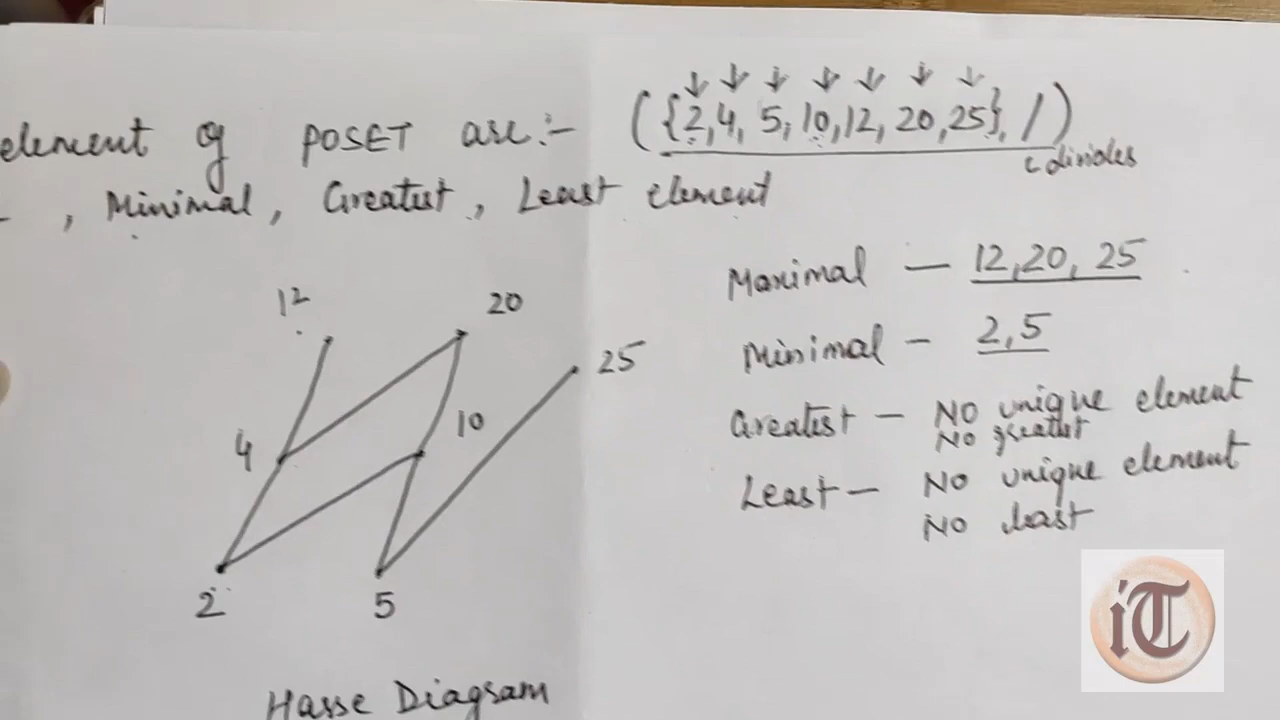 element of POSET are:- ({2,4, 5, 10, 12, 20, 25}, /)
divides
, Minimal, Greatest, Least element
Maximal — 12, 20, 25
Minimal — 2, 5
Greatest — NO unique element
NO greatest
Least — NO unique element
NO least
12
20
25
4
10
2
5
Hasse Diagram
iT